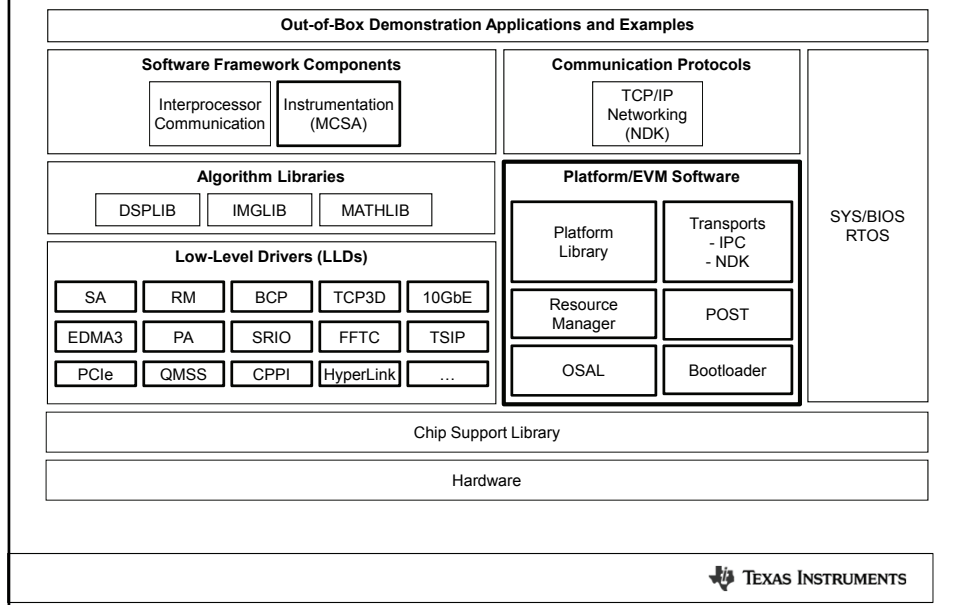 Out-of-Box Demonstration Applications and Examples
Software Framework Components
Interprocessor
Communication
Instrumentation
(MCSA)
Communication Protocols
TCP/IP
Networking
(NDK)
Algorithm Libraries
DSPLIB
IMGLIB
MATHLIB
Platform/EVM Software
Platform
Library
Transports
- IPC
- NDK
Resource
Manager
POST
OSAL
Bootloader
SYS/BIOS
RTOS
Low-Level Drivers (LLDs)
SA
RM
BCP
TCP3D
10GbE
EDMA3
PA
SRIO
FFTC
TSIP
PCIe
QMSS
CPPI
HyperLink
…
Chip Support Library
Hardware
TEXAS INSTRUMENTS